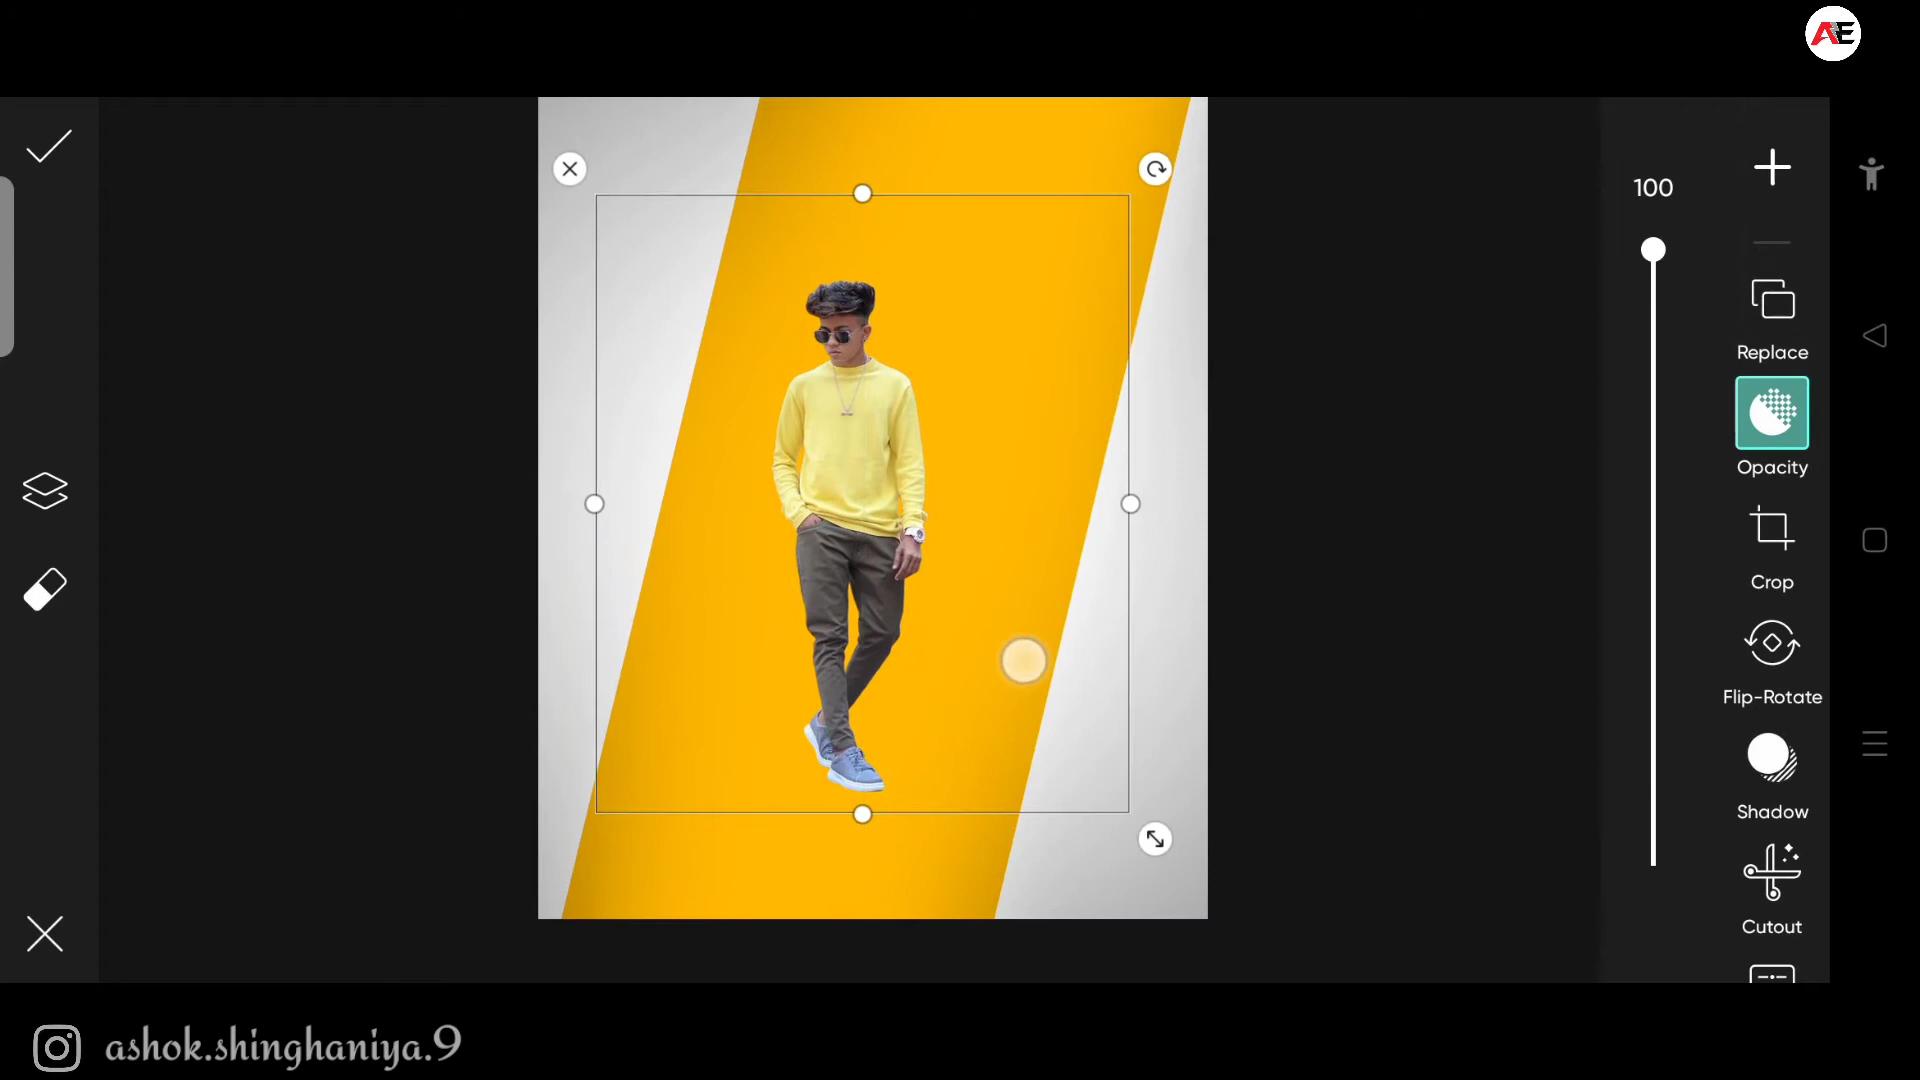 AE
100
Replace
Opacity
Crop
Flip-Rotate
Shadow
Cutout
ashok.shinghaniya.9